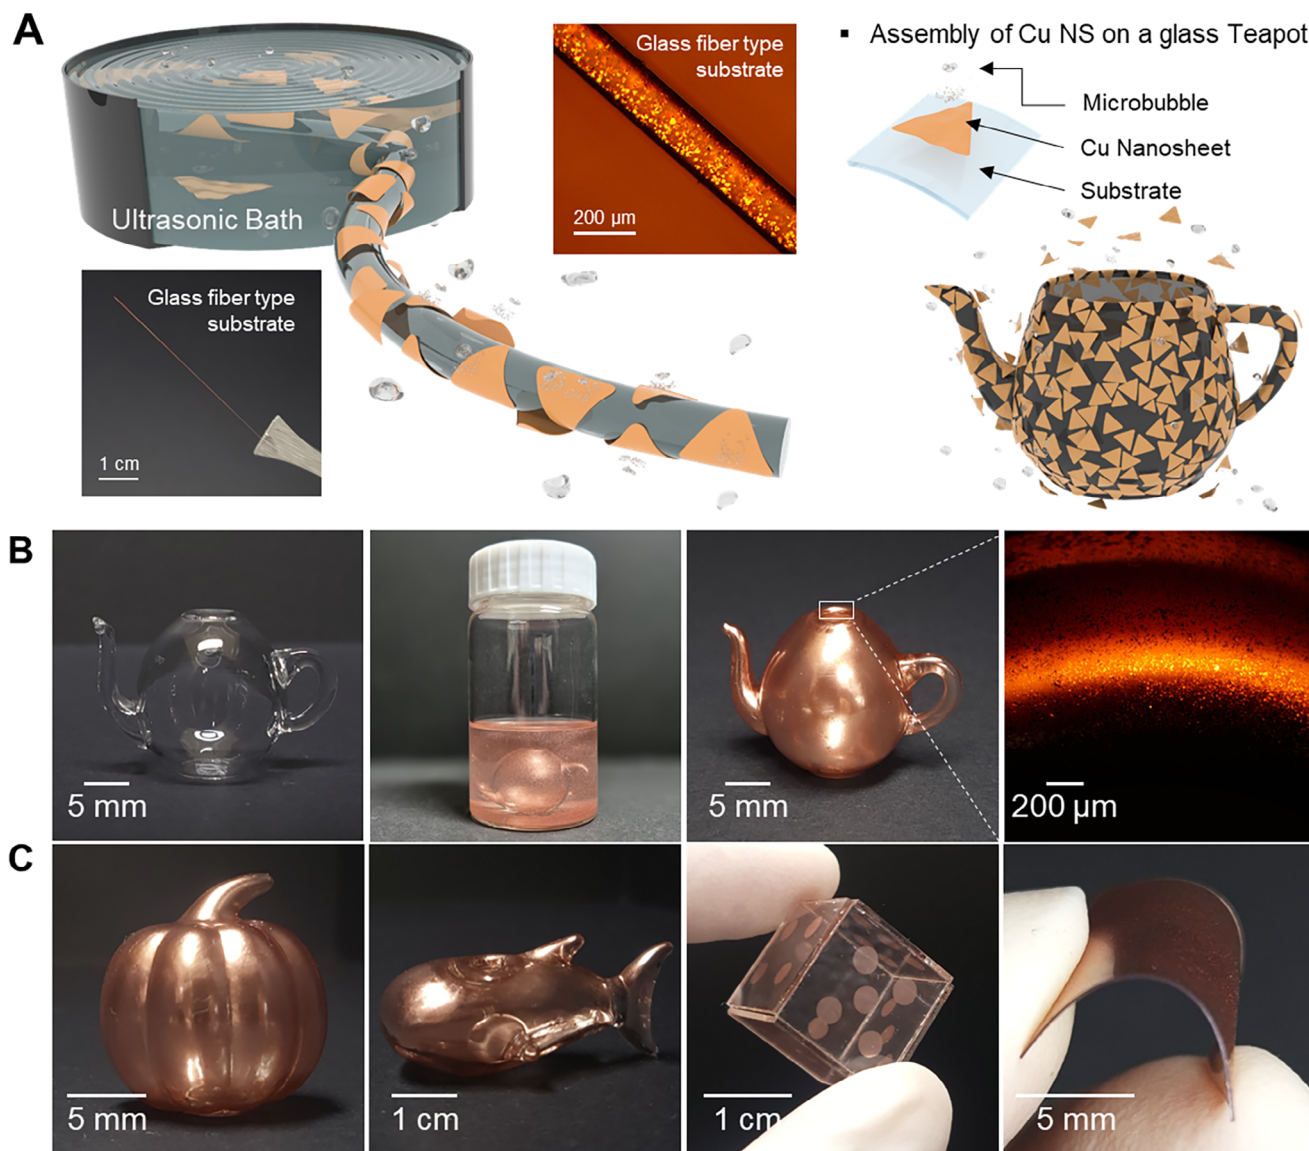 A
Ultrasonic Bath
Glass fiber type
substrate
1 cm
Glass fiber type
substrate
200 µm
▪ Assembly of Cu NS on a glass Teapot
Microbubble
Cu Nanosheet
Substrate
B
5 mm
5 mm
200 µm
C
5 mm
1 cm
1 cm
5 mm